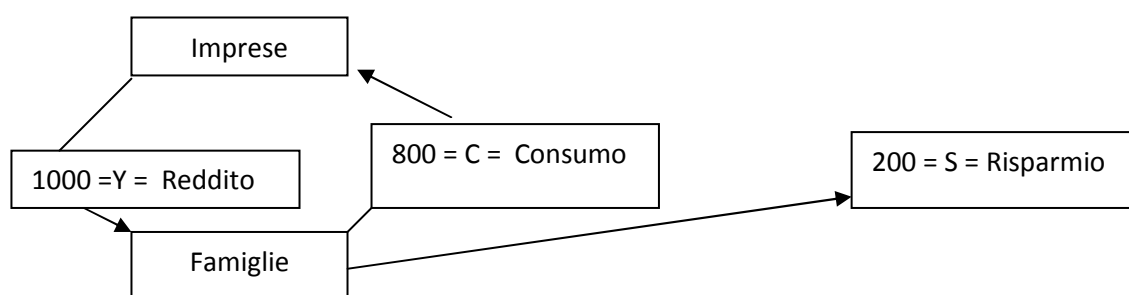 Imprese
800 = C = Consumo
200 = S = Risparmio
1000 =Y = Reddito
Famiglie